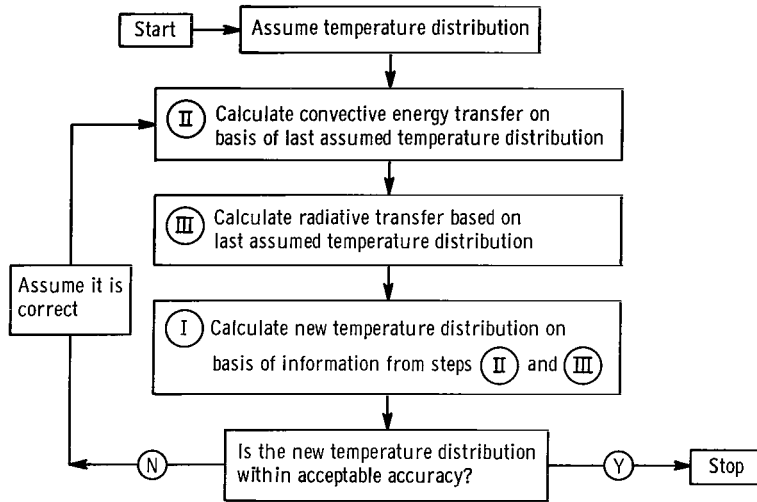 Start
Assume temperature distribution
II Calculate convective energy transfer on
basis of last assumed temperature distribution
III Calculate radiative transfer based on
last assumed temperature distribution
Assume it is
correct
I Calculate new temperature distribution on
basis of information from steps II and III
Is the new temperature distribution
within acceptable accuracy?
N
Y
Stop